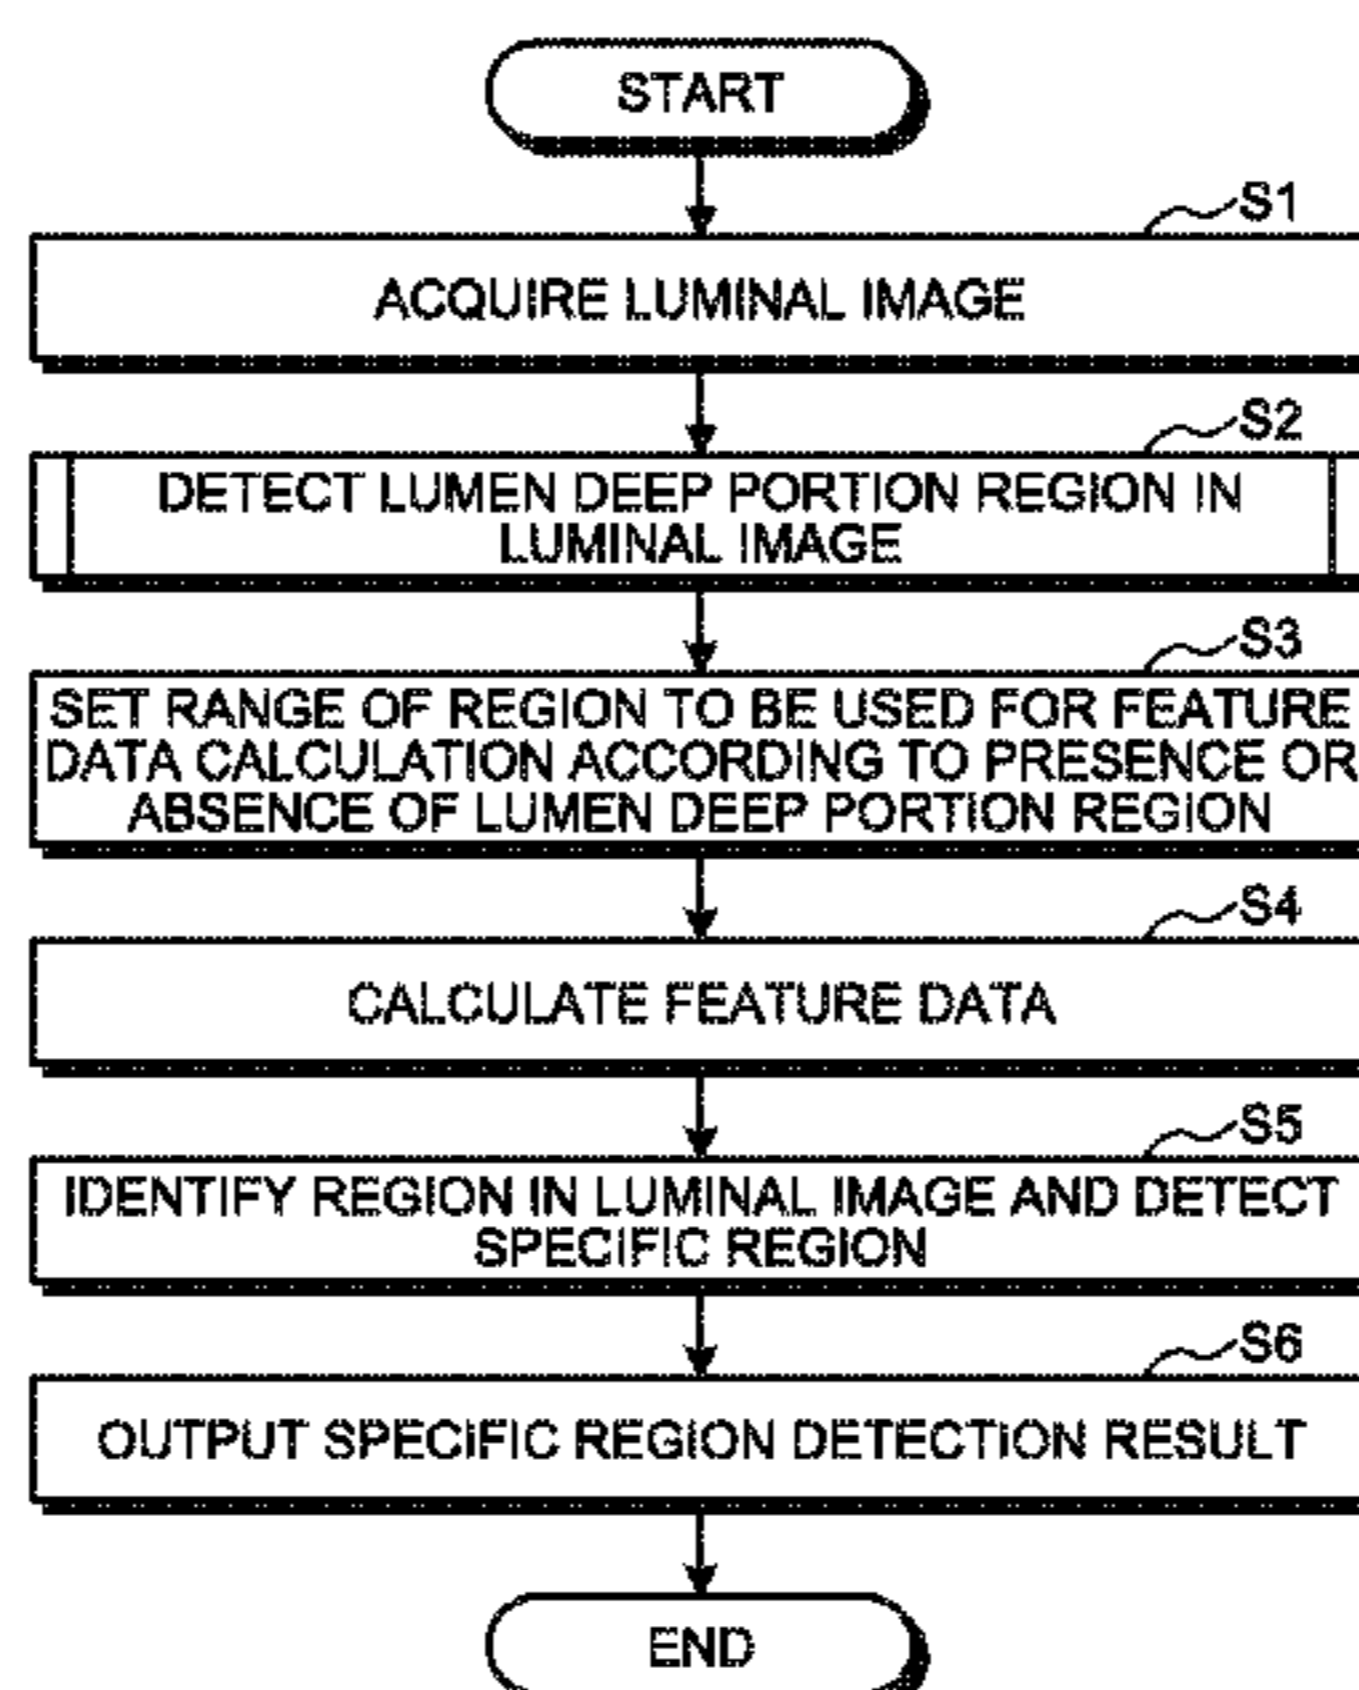 START
S1
ACQUIRE LUMINAL IMAGE
S2
DETECT LUMEN DEEP PORTION REGION IN
LUMINAL IMAGE
S3
SET RANGE OF REGION TO BE USED FOR FEATURE
DATA CALCULATION ACCORDING TO PRESENCE OR
ABSENCE OF LUMEN DEEP PORTION REGION
S4
CALCULATE FEATURE DATA
S5
IDENTIFY REGION IN LUMINAL IMAGE AND DETECT
SPECIFIC REGION
S6
OUTPUT SPECIFIC REGION DETECTION RESULT
END